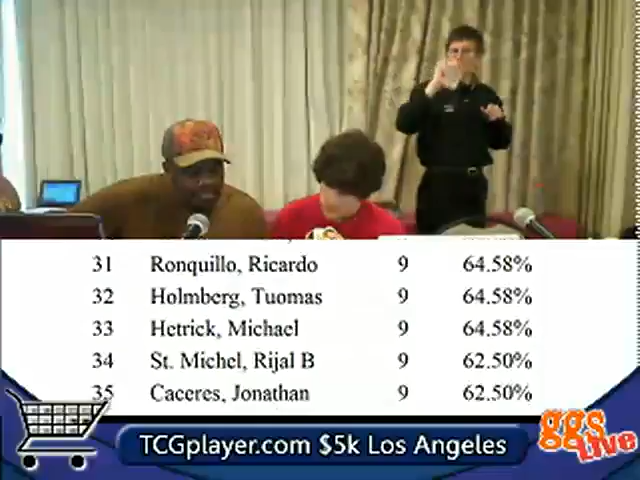 31 Ronquillo, Ricardo 9 64.58%
32 Holmberg, Tuomas 9 64.58%
33 Hetrick, Michael 9 64.58%
34 St. Michel, Rijal B 9 62.50%
35 Caceres, Jonathan 9 62.50%
TCGplayer.com $5k Los Angeles
ggs
Live